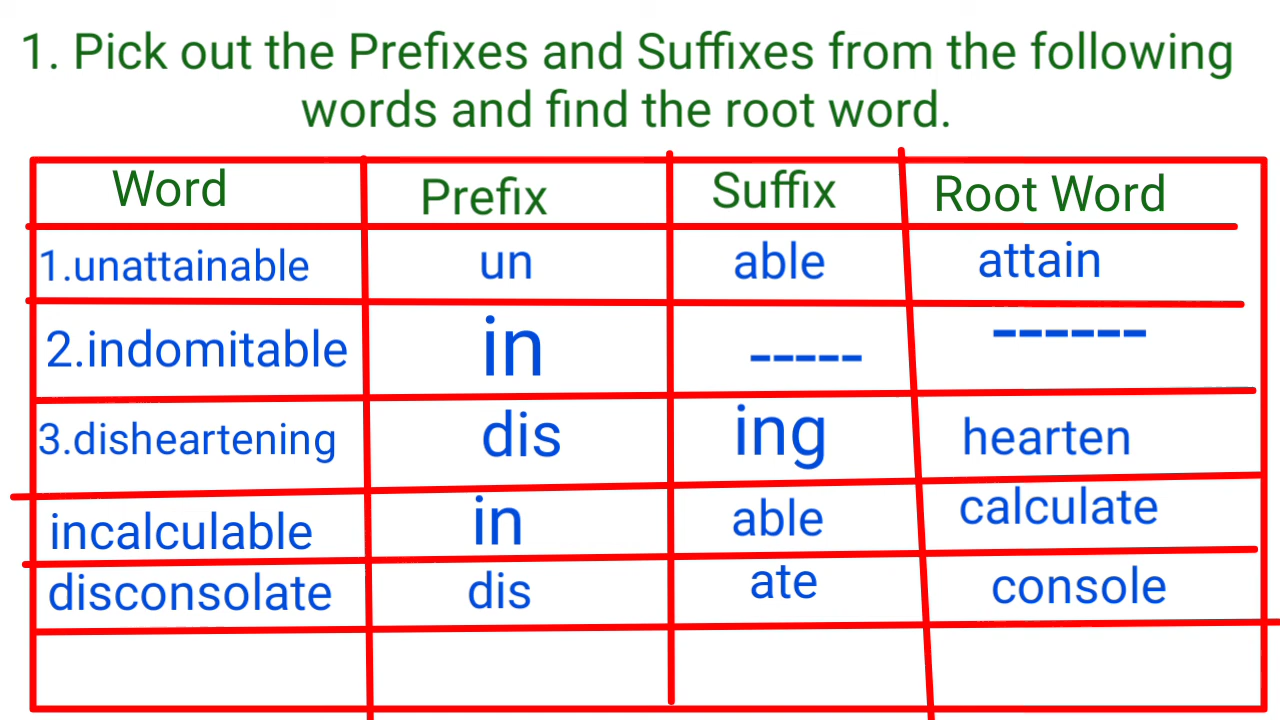 1. Pick out the Prefixes and Suffixes from the following
words and find the root word.
Word Prefix Suffix Root Word
1.unattainable un able attain
2.indomitable in ----- ------
3.disheartening dis ing hearten
incalculable in able calculate
disconsolate dis ate console